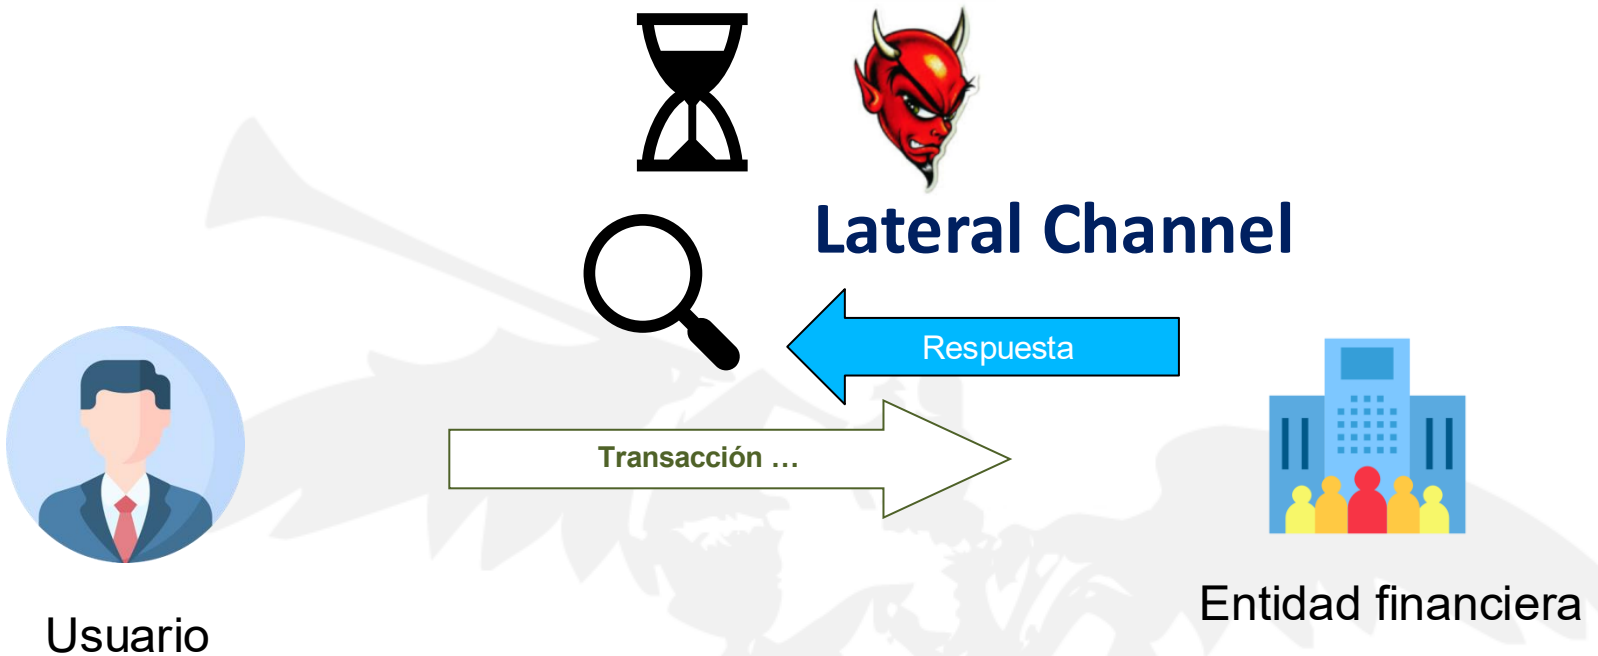 Lateral Channel
Respuesta
Transacción ...
Usuario
Entidad financiera